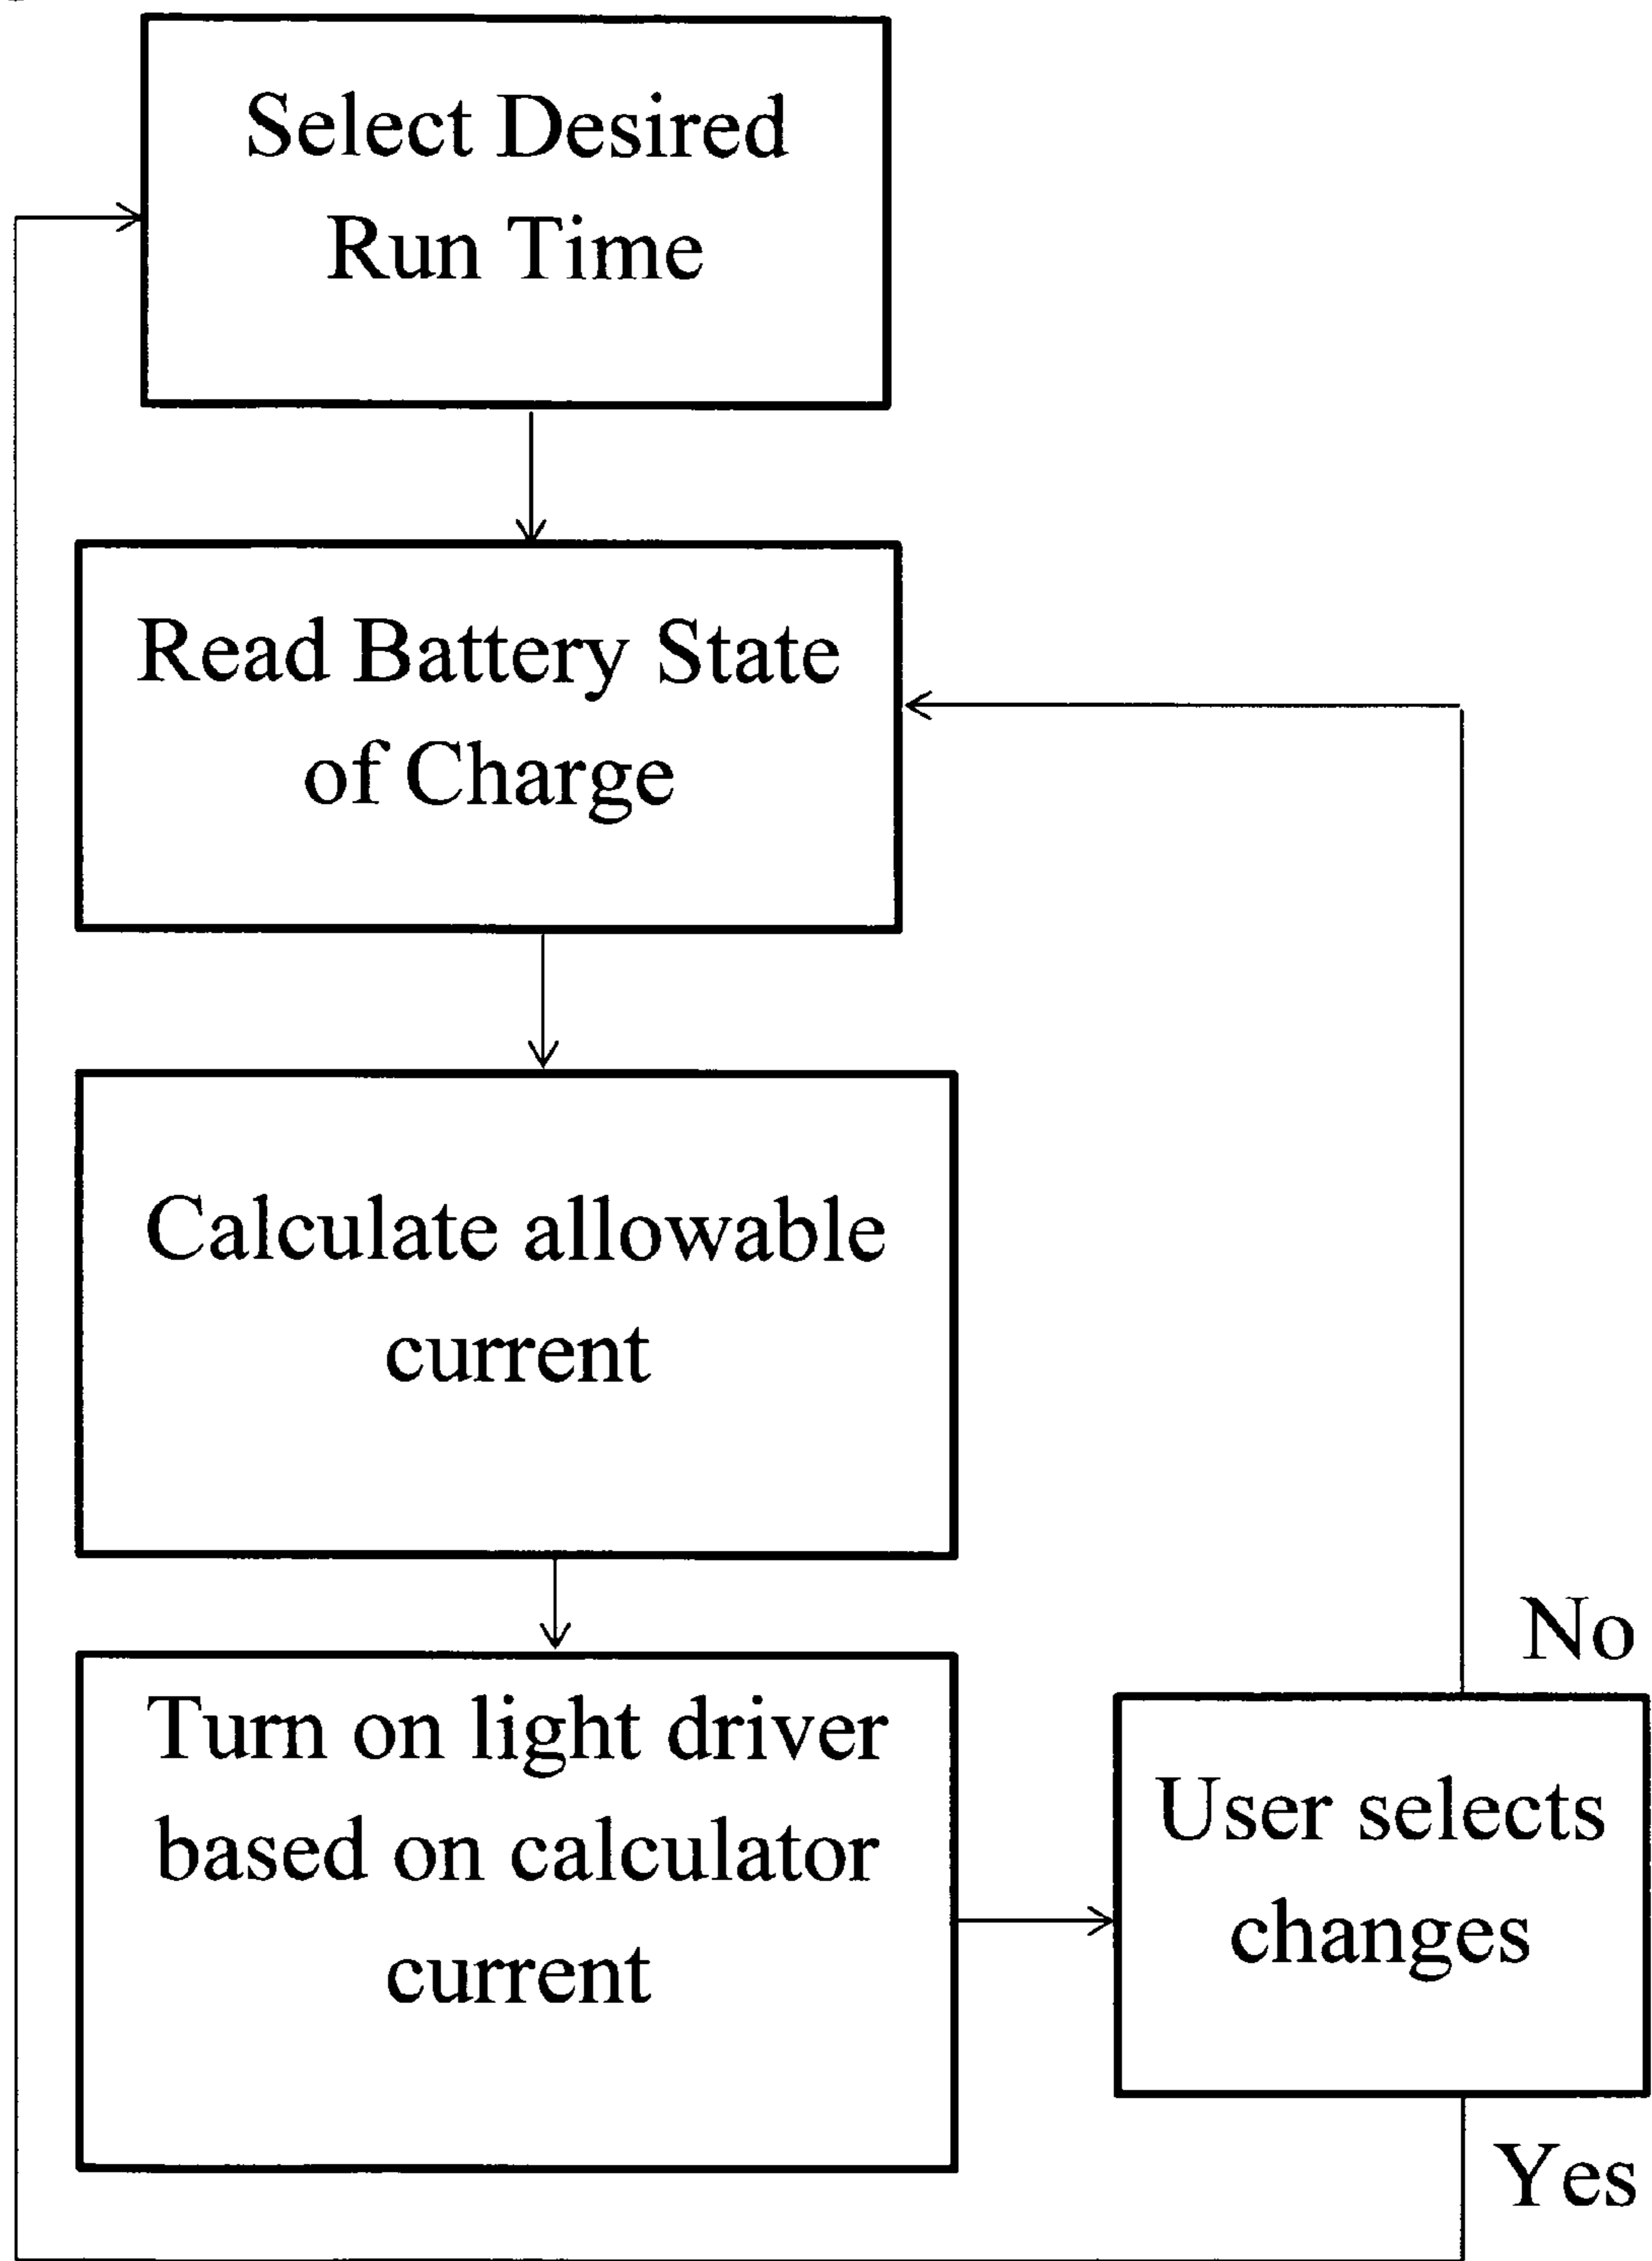 Select Desired
Run Time
Read Battery State
of Charge
Calculate allowable
current
Turn on light driver
based on calculator
current
No
User selects
changes
Yes